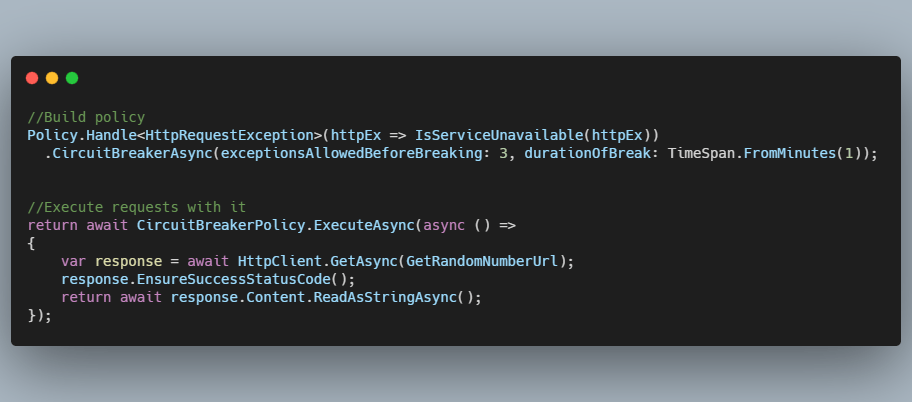 //Build policy
Policy.Handle<HttpRequestException>(httpEx => IsServiceUnavailable(httpEx))
  .CircuitBreakerAsync(exceptionsAllowedBeforeBreaking: 3, durationOfBreak: TimeSpan.FromMinutes(1));
//Execute requests with it
return await CircuitBreakerPolicy.ExecuteAsync(async () =>
{
    var response = await HttpClient.GetAsync(GetRandomNumberUrl);
    response.EnsureSuccessStatusCode();
    return await response.Content.ReadAsStringAsync();
});